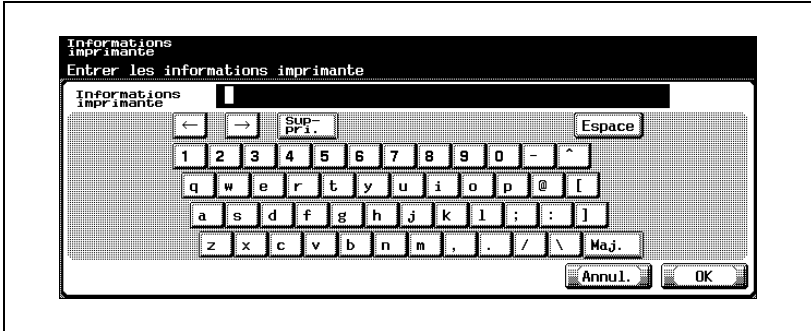 Informations
imprimante
Entrer les informations imprimante
Informations
imprimante
← → Sup-
pri. Espace
1 2 3 4 5 6 7 8 9 0 - ^
q w e r t y u i o p @ [
a s d f g h j k l ; : ]
z x c v b n m , . / \ Maj.
Annul. OK